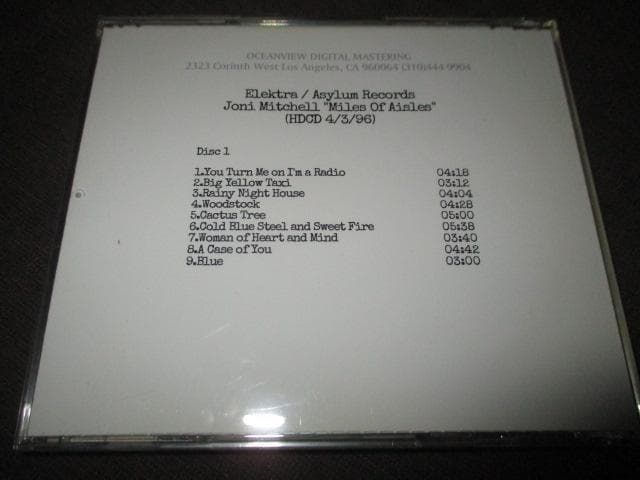 OCEANVIEW DIGITAL MASTERING
2323 Corinth West Los Angeles, CA 960064 (310)444-9904
Elektra / Asylum Records
Joni Mitchell "Miles Of Aisles"
(HDCD 4/3/96)
Disc 1
1.You Turn Me on I'm a Radio 04:18
2.Big Yellow Taxi 03:12
3.Rainy Night House 04:04
4.Woodstock 04:28
5.Cactus Tree 05:00
6.Cold Blue Steel and Sweet Fire 05:38
7.Woman of Heart and Mind 03:40
8.A Case of You 04:42
9.Blue 03:00